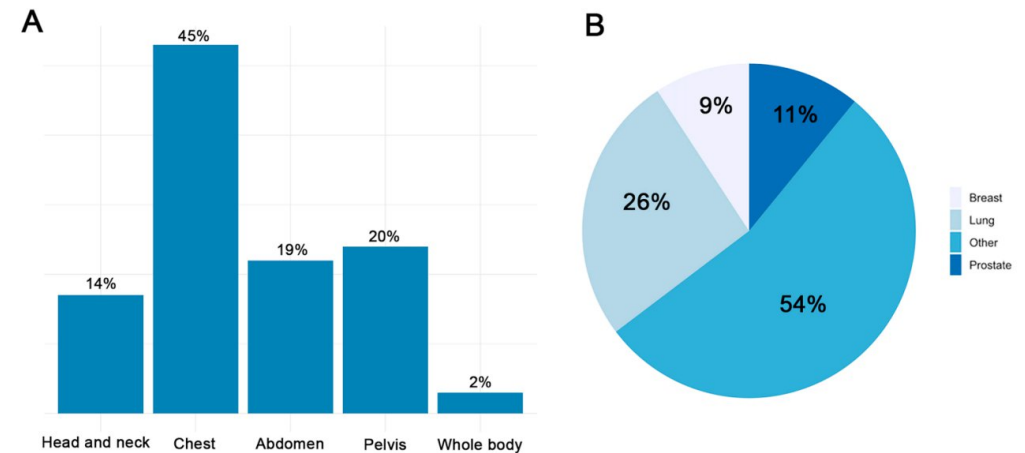 A
45%
14%
19%
20%
2%
Head and neck
Chest
Abdomen
Pelvis
Whole body
B
9%
11%
26%
54%
Breast
Lung
Other
Prostate